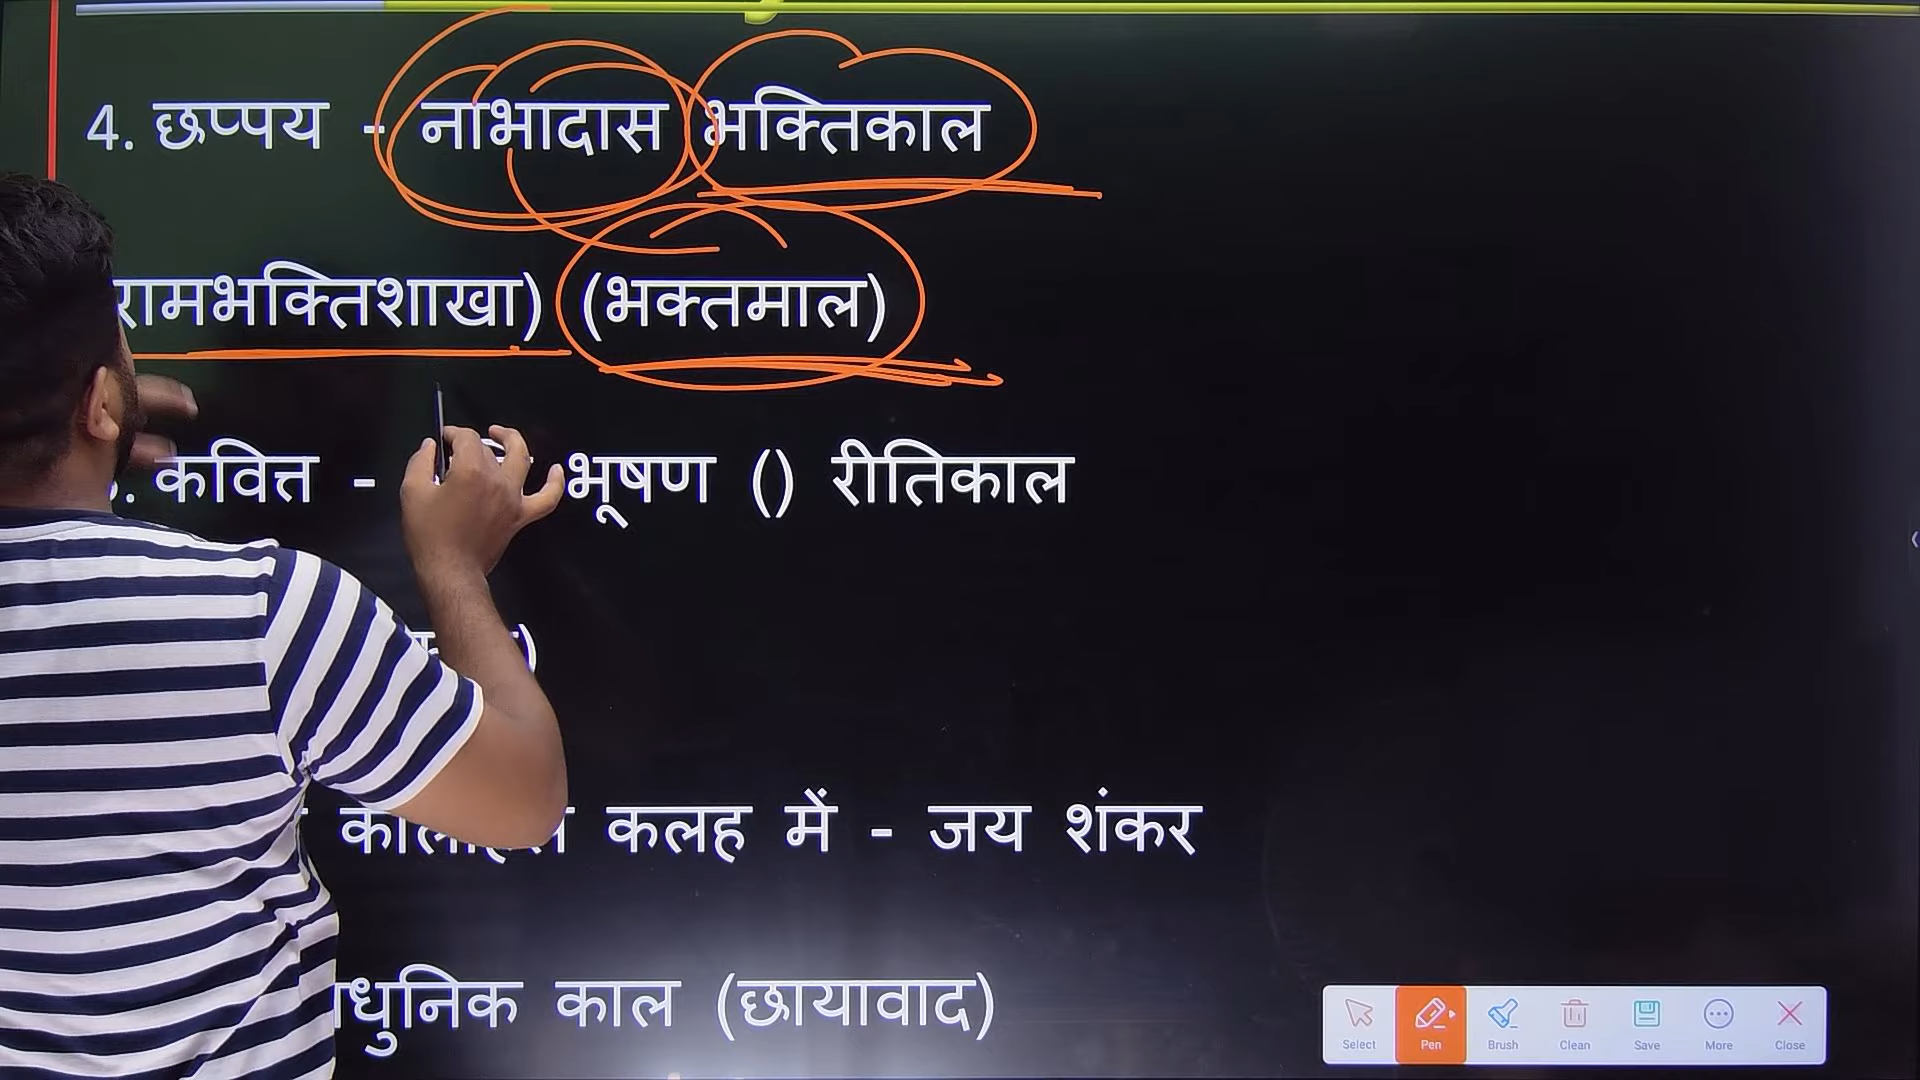 4. छप्पय - नाभादास भक्तिकाल
रामभक्तिशाखा) (भक्तमाल)
कवित्त - भूषण () रीतिकाल
कलह में - जय शंकर
काल (छायावाद)
Select Pen Brush Clean Save More Close